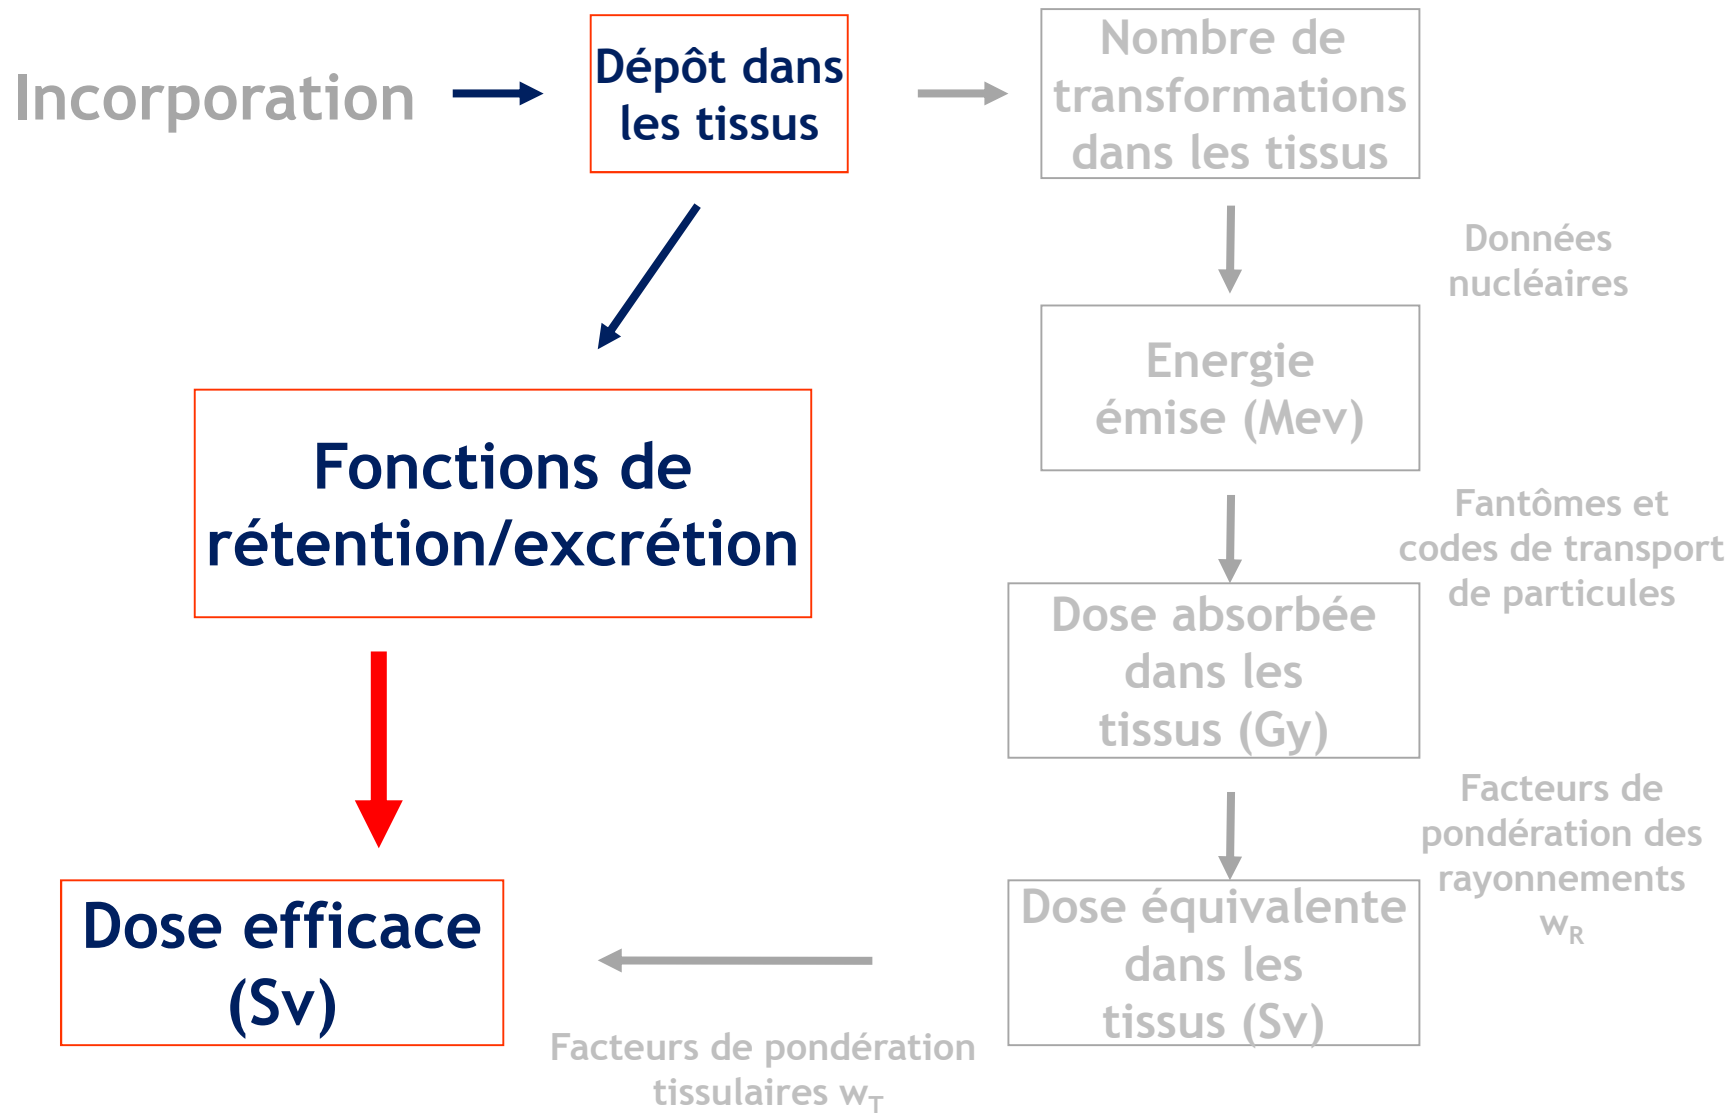 Incorporation
Dépôt dans
les tissus
Nombre de
transformations
dans les tissus
Données
nucléaires
Energie
émise (Mev)
Fantômes et
codes de transport
de particules
Fonctions de
rétention/excrétion
Dose absorbée
dans les
tissus (Gy)
Facteurs de
pondération des
rayonnements
wR
Dose équivalente
dans les
tissus (Sv)
Facteurs de pondération
tissulaires wT
Dose efficace
(Sv)